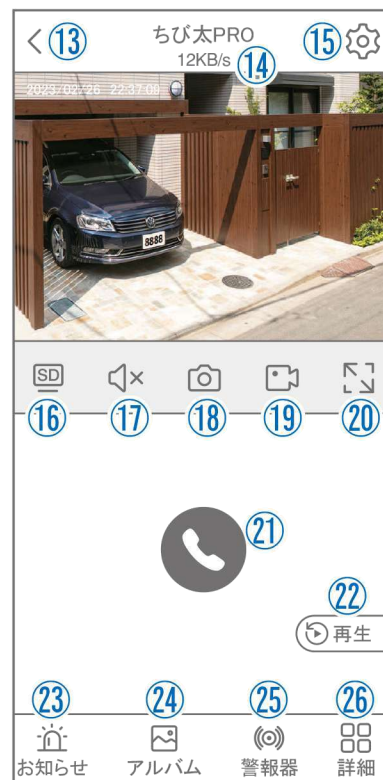 ⑬ ちび太PRO ⑮
12KB/s ⑭
2023/02/25 22:37:09
8888
SD
⑯ ⑰ ⑱ ⑲ ⑳
㉑
㉒
再生
㉓ ㉔ ㉕ ㉖
お知らせ アルバム 警報器 詳細